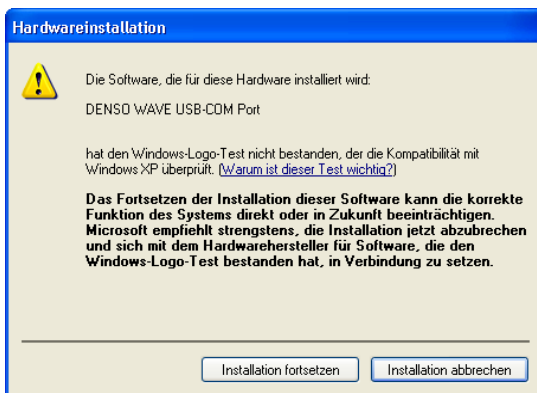 Hardwareinstallation
Die Software, die für diese Hardware installiert wird:
DENSO WAVE USB-COM Port
hat den Windows-Logo-Test nicht bestanden, der die Kompatibilität mit
Windows XP überprüft. (Warum ist dieser Test wichtig?)
Das Fortsetzen der Installation dieser Software kann die korrekte
Funktion des Systems direkt oder in Zukunft beeinträchtigen.
Microsoft empfiehlt strengstens, die Installation jetzt abzubrechen
und sich mit dem Hardwarehersteller für Software, die den
Windows-Logo-Test bestanden hat, in Verbindung zu setzen.
Installation fortsetzen
Installation abbrechen